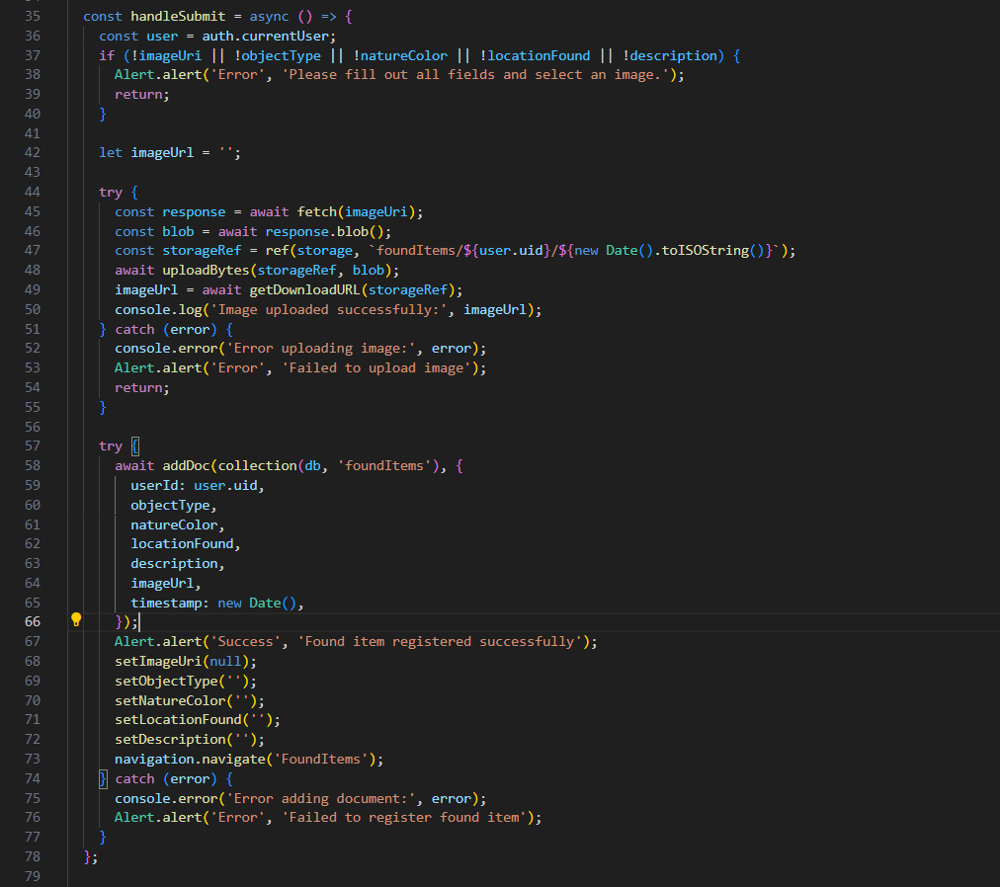 35 const handleSubmit = async () => {
36 const user = auth.currentUser;
37 if (!imageUri || !objectType || !natureColor || !locationFound || !description) {
38 Alert.alert('Error', 'Please fill out all fields and select an image.');
39 return;
40 }
41
42 let imageUrl = '';
43
44 try {
45 const response = await fetch(imageUri);
46 const blob = await response.blob();
47 const storageRef = ref(storage, `foundItems/${user.uid}/${new Date().toISOString()}`);
48 await uploadBytes(storageRef, blob);
49 imageUrl = await getDownloadURL(storageRef);
50 console.log('Image uploaded successfully:', imageUrl);
51 } catch (error) {
52 console.error('Error uploading image:', error);
53 Alert.alert('Error', 'Failed to upload image');
54 return;
55 }
56
57 try {
58 await addDoc(collection(db, 'foundItems'), {
59 userId: user.uid,
60 objectType,
61 natureColor,
62 locationFound,
63 description,
64 imageUrl,
65 timestamp: new Date(),
66 });
67 Alert.alert('Success', 'Found item registered successfully');
68 setImageUri(null);
69 setObjectType('');
70 setNatureColor('');
71 setLocationFound('');
72 setDescription('');
73 navigation.navigate('FoundItems');
74 } catch (error) {
75 console.error('Error adding document:', error);
76 Alert.alert('Error', 'Failed to register found item');
77 }
78 };
79